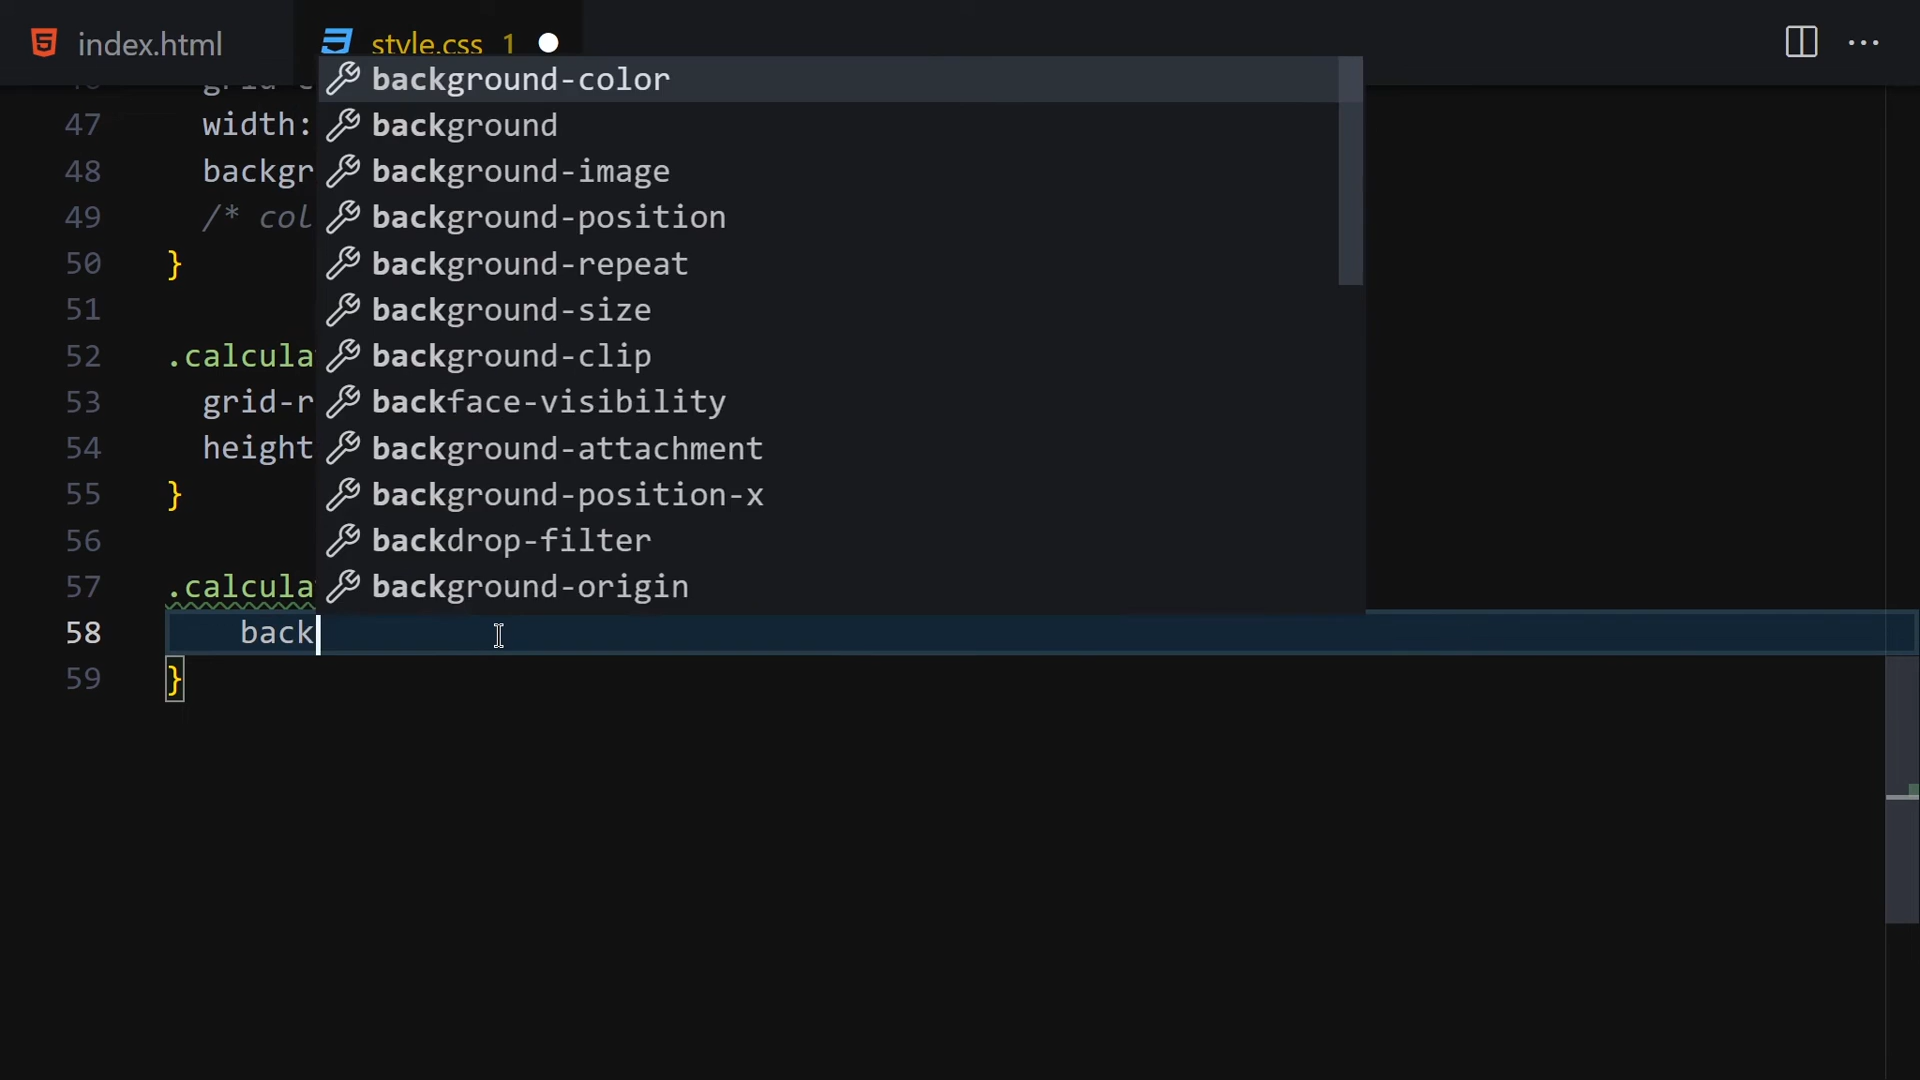 index.html
style.css 1
background-color
47 width: background
48 backgr background-image
49 /* col background-position
50 } background-repeat
51 background-size
52 .calcula background-clip
53 grid-r backface-visibility
54 height background-attachment
55 } background-position-x
56 backdrop-filter
57 .calcula background-origin
58 back
59 }